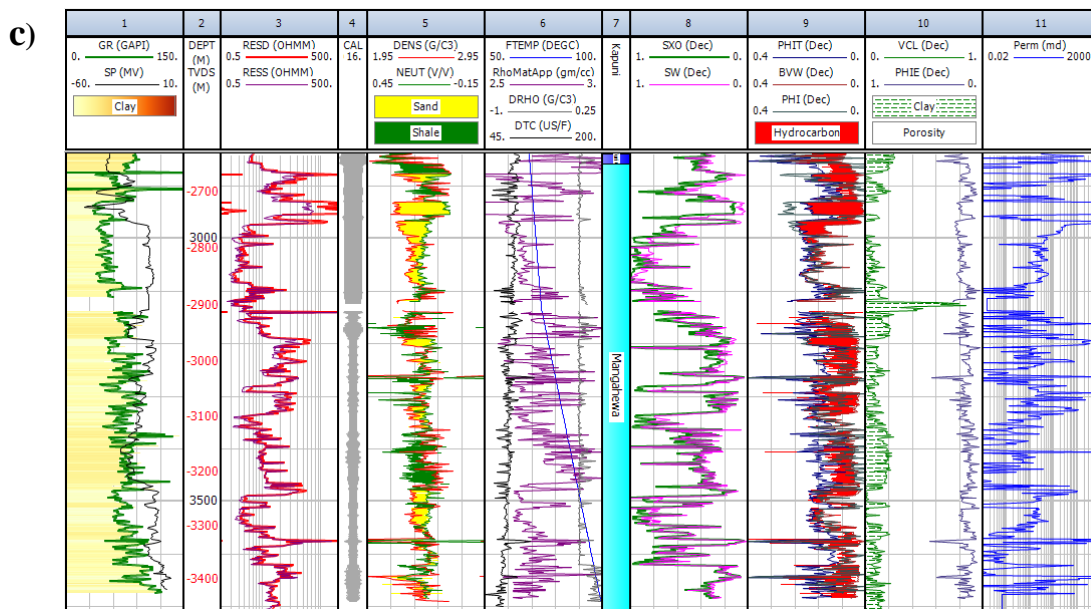 c)
1 2 3 4 5 6 7 8 9 10 11
GR (GAPI)
0. 150.
SP (MV)
-60. 10.
Clay
DEPT
(M)
TVDS
(M)
RESD (OHMM)
0.5 500.
RESS (OHMM)
0.5 500.
CAL
16.
DENS (G/C3)
1.95 2.95
NEUT (V/V)
0.45 -0.15
Sand
Shale
FTEMP (DEGC)
50. 100.
RhoMatApp (gm/cc)
2.5 3.
DRHO (G/C3)
-1. 0.25
DTC (US/F)
45. 200.
Kapuni
SXO (Dec)
1. 0.
SW (Dec)
1. 0.
PHIT (Dec)
0.4 0.
BVW (Dec)
0.4 0.
PHI (Dec)
0.4 0.
Hydrocarbon
VCL (Dec)
0. 1.
PHIE (Dec)
1. 0.
Clay
Porosity
Perm (md)
0.02 2000
-2700
3000
-2800
-2900
-3000
-3100
-3200
3500
-3300
-3400
Mangahewa